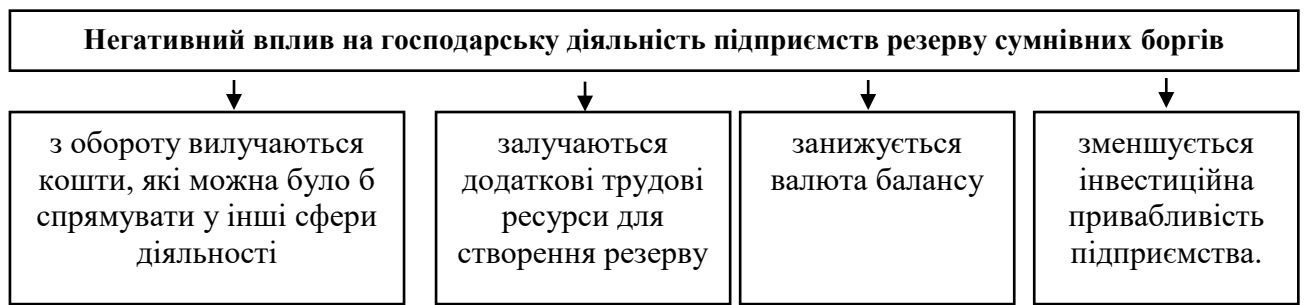 Негативний вплив на господарську діяльність підприємств резерву сумнівних боргів
з обороту вилучаються
кошти, які можна було б
спрямувати у інші сфери
діяльності
залучаються
додаткові трудові
ресурси для
створення резерву
занижується
валюта балансу
зменшується
інвестиційна
привабливість
підприємства.